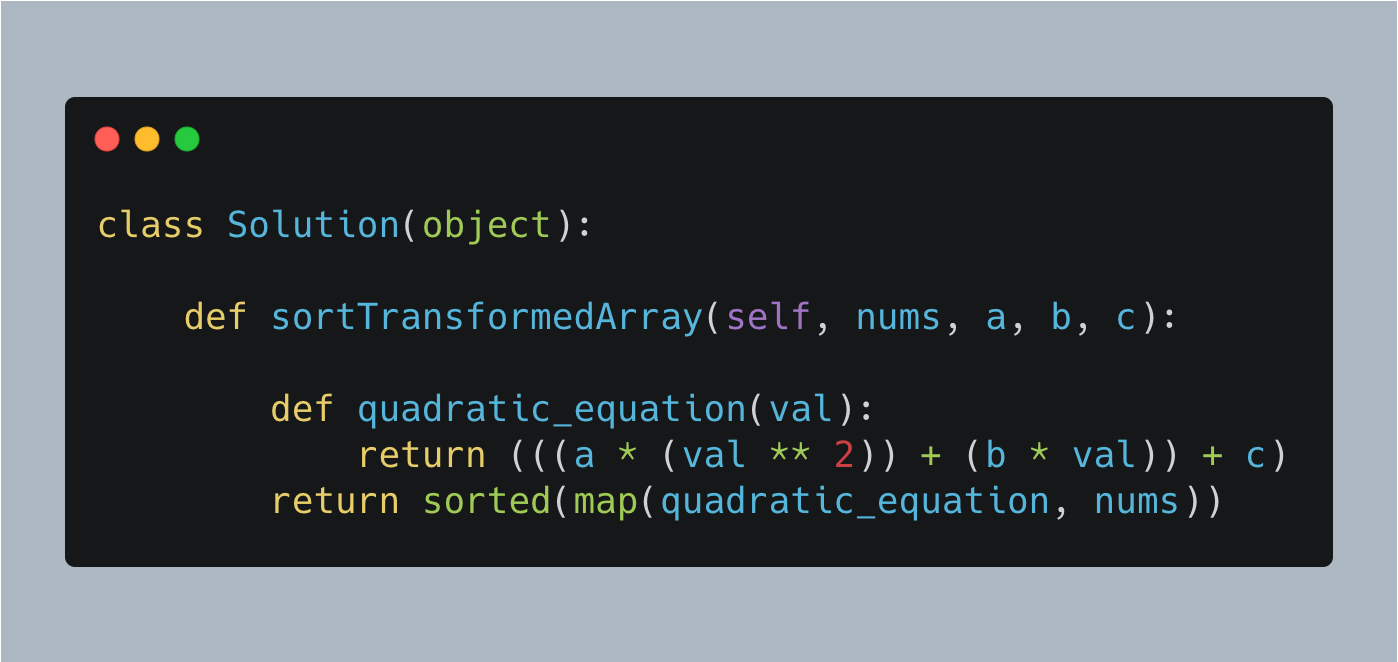 class Solution(object):
    def sortTransformedArray(self, nums, a, b, c):
        def quadratic_equation(val):
            return (((a * (val ** 2)) + (b * val)) + c)
        return sorted(map(quadratic_equation, nums))